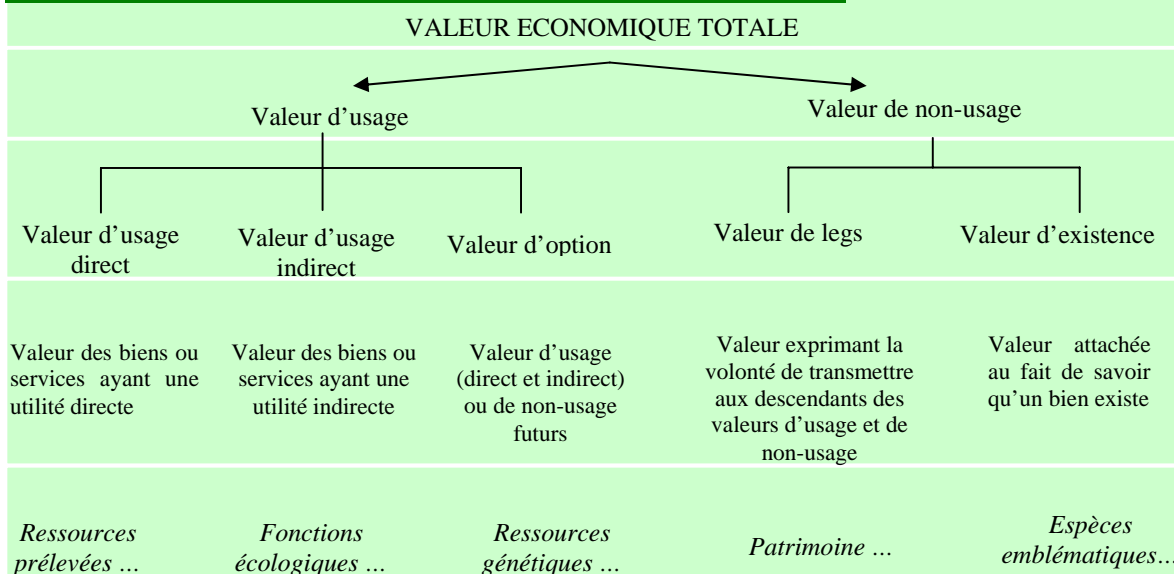 VALEUR ECONOMIQUE TOTALE
Valeur d'usage
Valeur de non-usage
Valeur d'usage
direct
Valeur d'usage
indirect
Valeur d'option
Valeur de legs
Valeur d'existence
Valeur des biens ou
services ayant une
utilité directe
Valeur des biens ou
services ayant une
utilité indirecte
Valeur d'usage
(direct et indirect)
ou de non-usage
futurs
Valeur exprimant la
volonté de transmettre
aux descendants des
valeurs d'usage et de
non-usage
Valeur attachée
au fait de savoir
qu'un bien existe
Ressources
prélevées …
Fonctions
écologiques …
Ressources
génétiques …
Patrimoine …
Espèces
emblématiques…